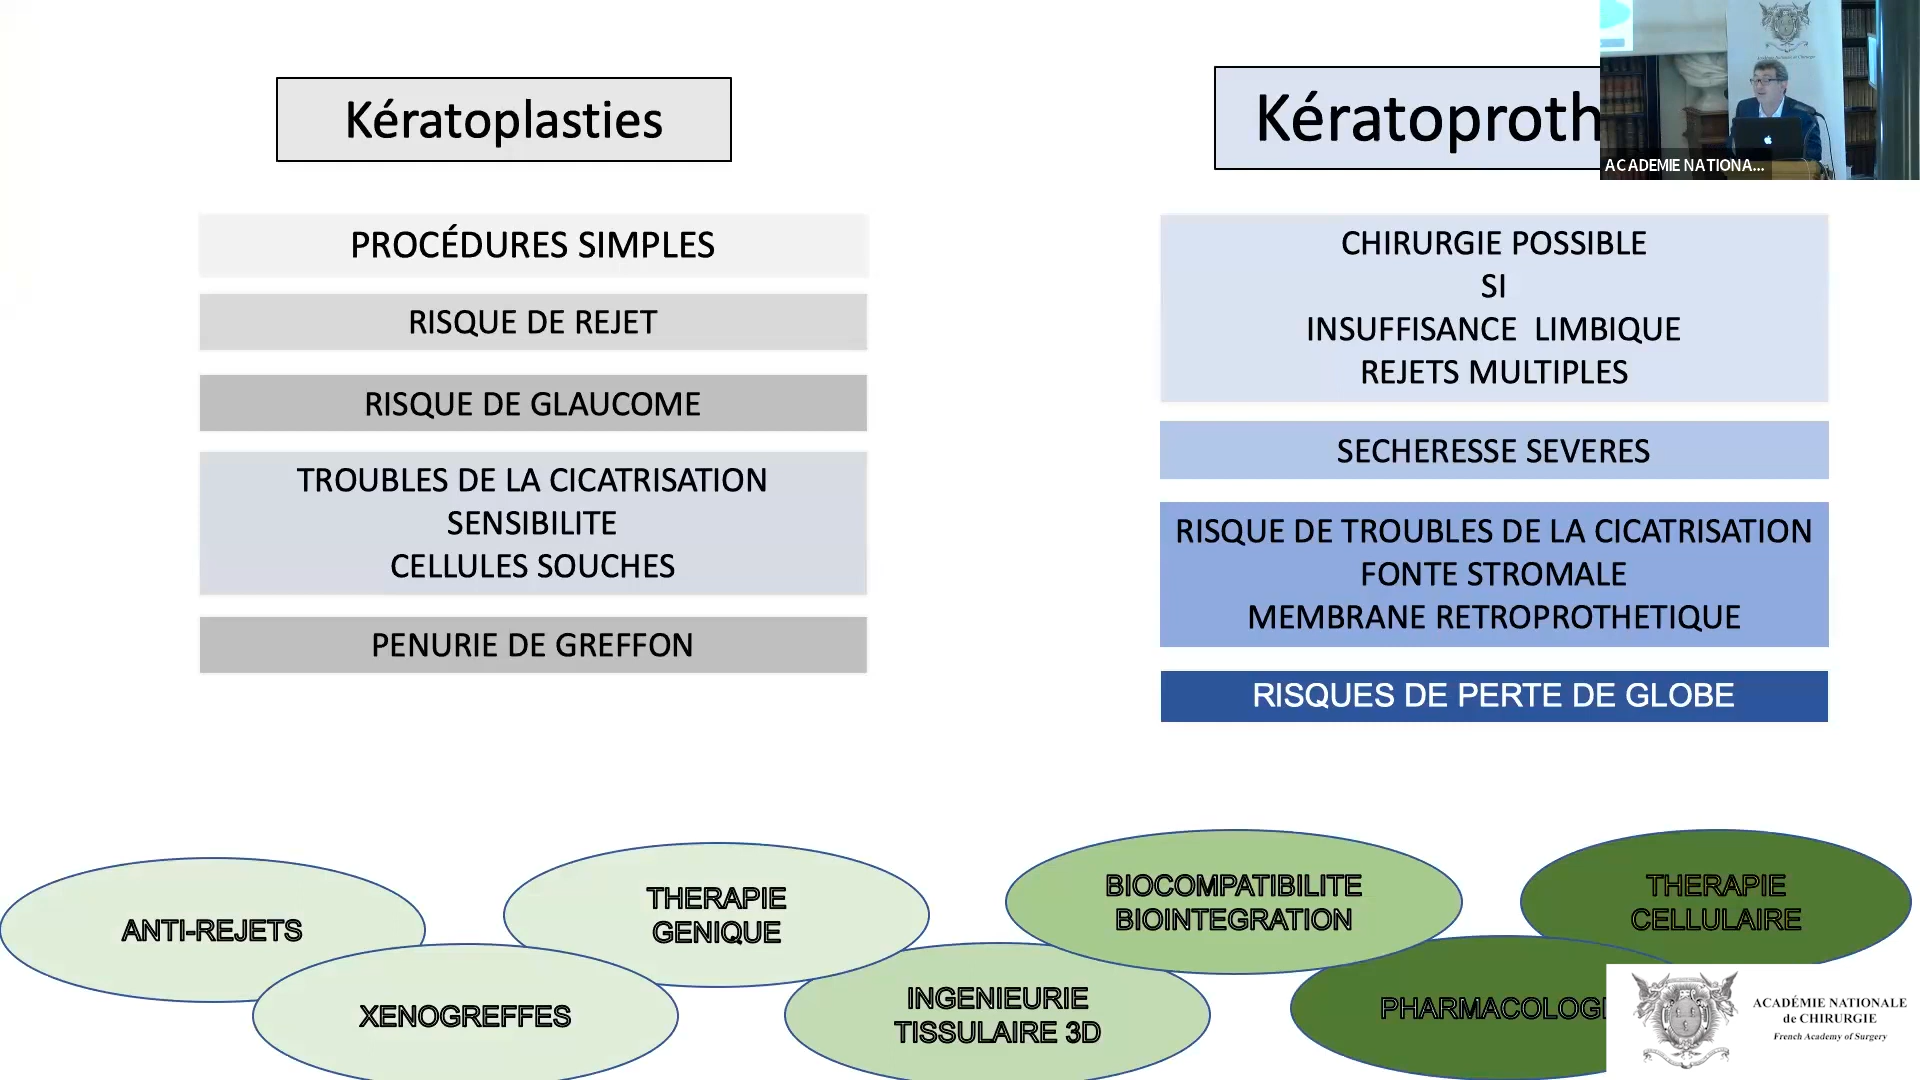 Kératoplasties
PROCÉDURES SIMPLES
RISQUE DE REJET
RISQUE DE GLAUCOME
TROUBLES DE LA CICATRISATION
SENSIBILITE
CELLULES SOUCHES
PENURIE DE GREFFON
Kératoproth
ACADEMIE NATIONA...
CHIRURGIE POSSIBLE
SI
INSUFFISANCE LIMBIQUE
REJETS MULTIPLES
SECHERESSE SEVERES
RISQUE DE TROUBLES DE LA CICATRISATION
FONTE STROMALE
MEMBRANE RETROPROTHETIQUE
RISQUES DE PERTE DE GLOBE
ANTI-REJETS
XENOGREFFES
THERAPIE
GENIQUE
INGENIEURIE
TISSULAIRE 3D
BIOCOMPATIBILITE
BIOINTEGRATION
PHARMACOLOGI
THERAPIE
CELLULAIRE
ACADÉMIE NATIONALE
de CHIRURGIE
French Academy of Surgery